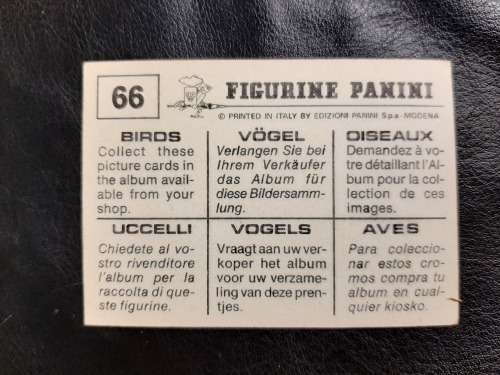 66
FIGURINE PANINI
© PRINTED IN ITALY BY EDIZIONI PANINI S.p.a - MODENA
BIRDS
Collect these
picture cards in
the album avail-
able from your
shop.
VÖGEL
Verlangen Sie bei
Ihrem Verkäufer
das Album für
diese Bildersamm-
lung.
OISEAUX
Demandez à vo-
tre détaillant l'Al-
bum pour la col-
lection de ces
images.
UCCELLI
Chiedete al vo-
stro rivenditore
l'album per la
raccolta di que-
ste figurine.
VOGELS
Vraagt aan uw ver-
koper het album
voor uw verzame-
ling van deze pren-
tjes.
AVES
Para coleccio-
nar estos cro-
mos compra tu
album en cual-
quier kiosko.